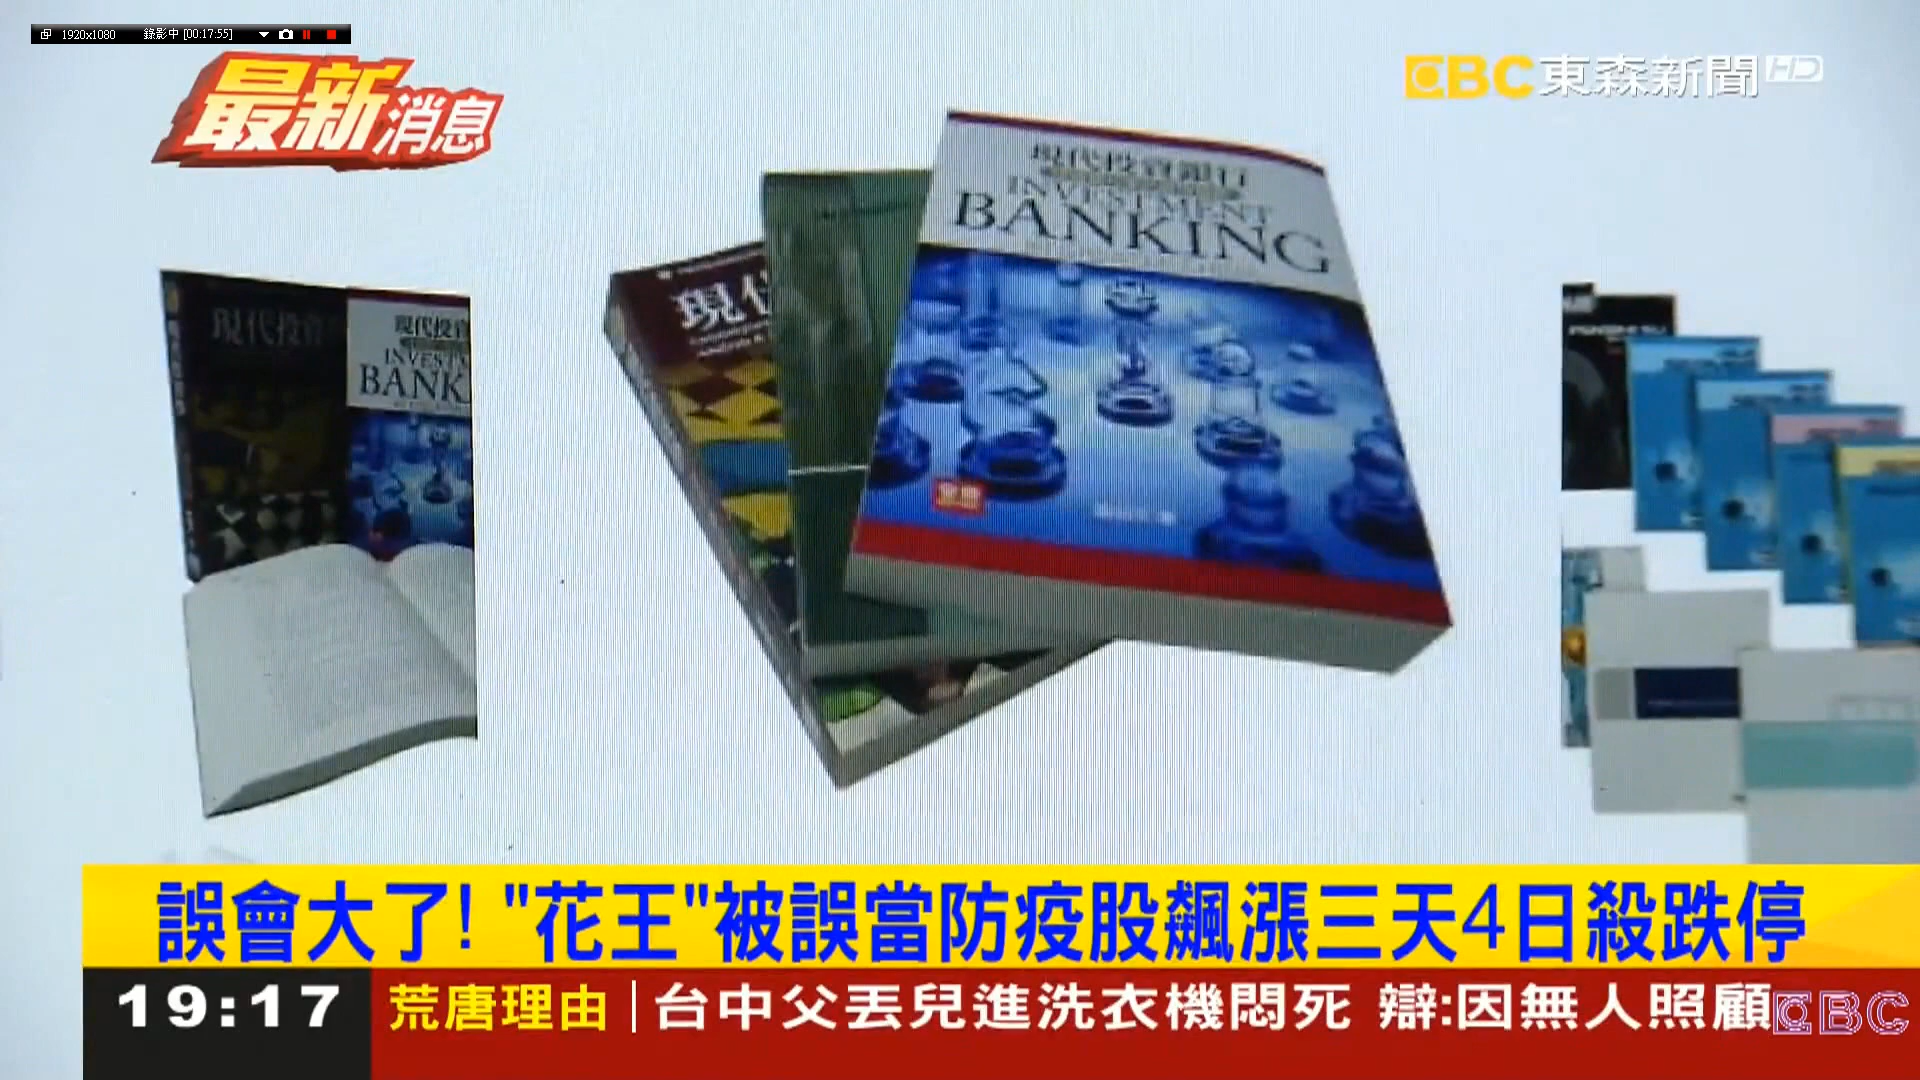 1920x1080 錄影中 [00:17:55]
最新消息
EBC東森新聞HD
現代投資銀行
INVESTMENT
BANKING
現代
現代投資
現代投資
INVEST
BANK
誤會大了! "花王"被誤當防疫股飆漲三天4日殺跌停
19:17
荒唐理由|台中父丟兒進洗衣機悶死 辯:因無人照顧
EBC